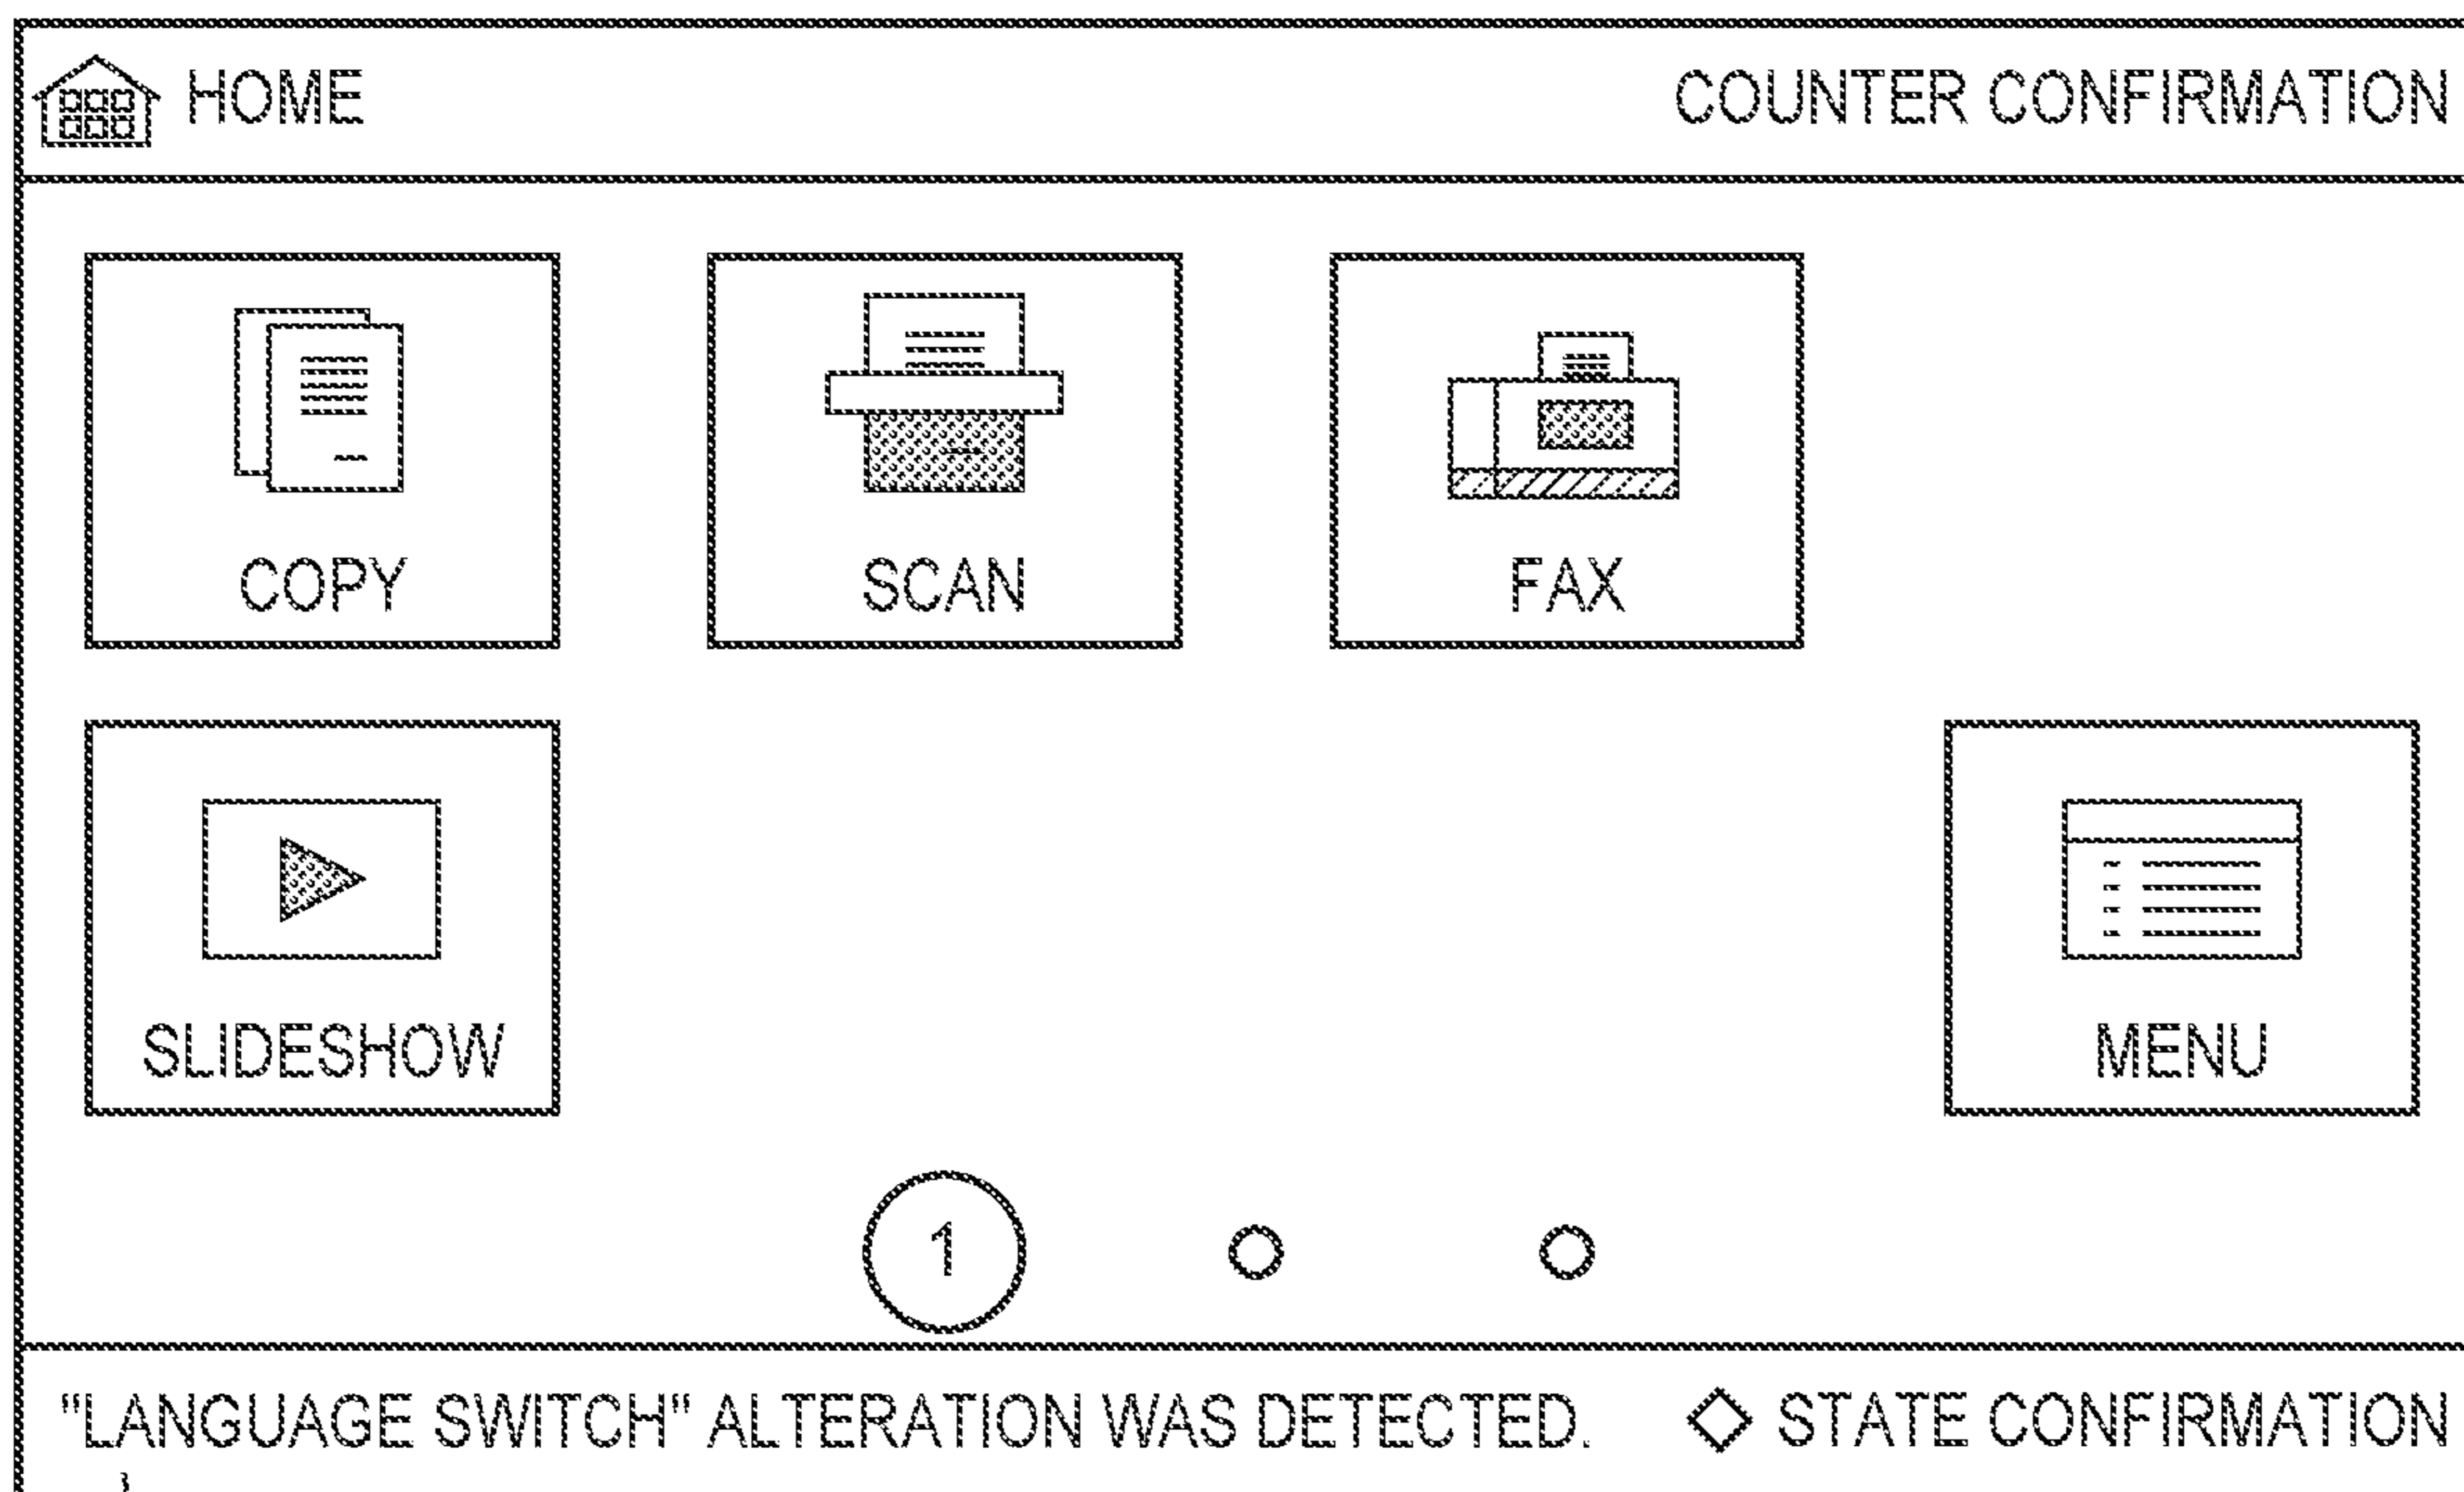 HOME COUNTER CONFIRMATION
COPY SCAN FAX
SLIDESHOW MENU
1
"LANGUAGE SWITCH" ALTERATION WAS DETECTED. ◇ STATE CONFIRMATION